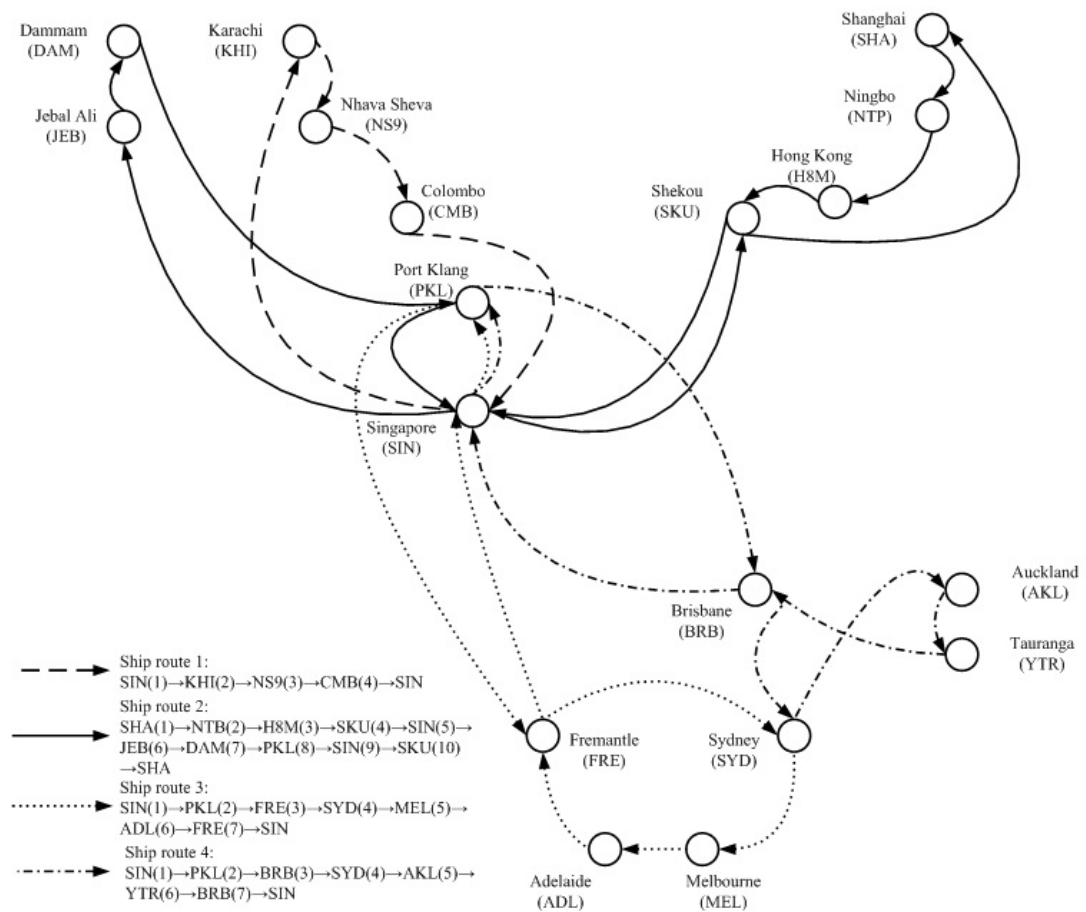 Dammam
(DAM)
Karachi
(KHI)
Shanghai
(SHA)
Jebal Ali
(JEB)
Nhava Sheva
(NS9)
Ningbo
(NTP)
Hong Kong
(H8M)
Colombo
(CMB)
Shekou
(SKU)
Port Klang
(PKL)
Singapore
(SIN)
Auckland
(AKL)
Brisbane
(BRB)
Tauranga
(YTR)
Fremantle
(FRE)
Sydney
(SYD)
Adelaide
(ADL)
Melbourne
(MEL)
Ship route 1:
SIN(1)→KHI(2)→NS9(3)→CMB(4)→SIN
Ship route 2:
SHA(1)→NTB(2)→H8M(3)→SKU(4)→SIN(5)→
JEB(6)→DAM(7)→PKL(8)→SIN(9)→SKU(10)
→SHA
Ship route 3:
SIN(1)→PKL(2)→FRE(3)→SYD(4)→MEL(5)→
ADL(6)→FRE(7)→SIN
Ship route 4:
SIN(1)→PKL(2)→BRB(3)→SYD(4)→AKL(5)→
YTR(6)→BRB(7)→SIN